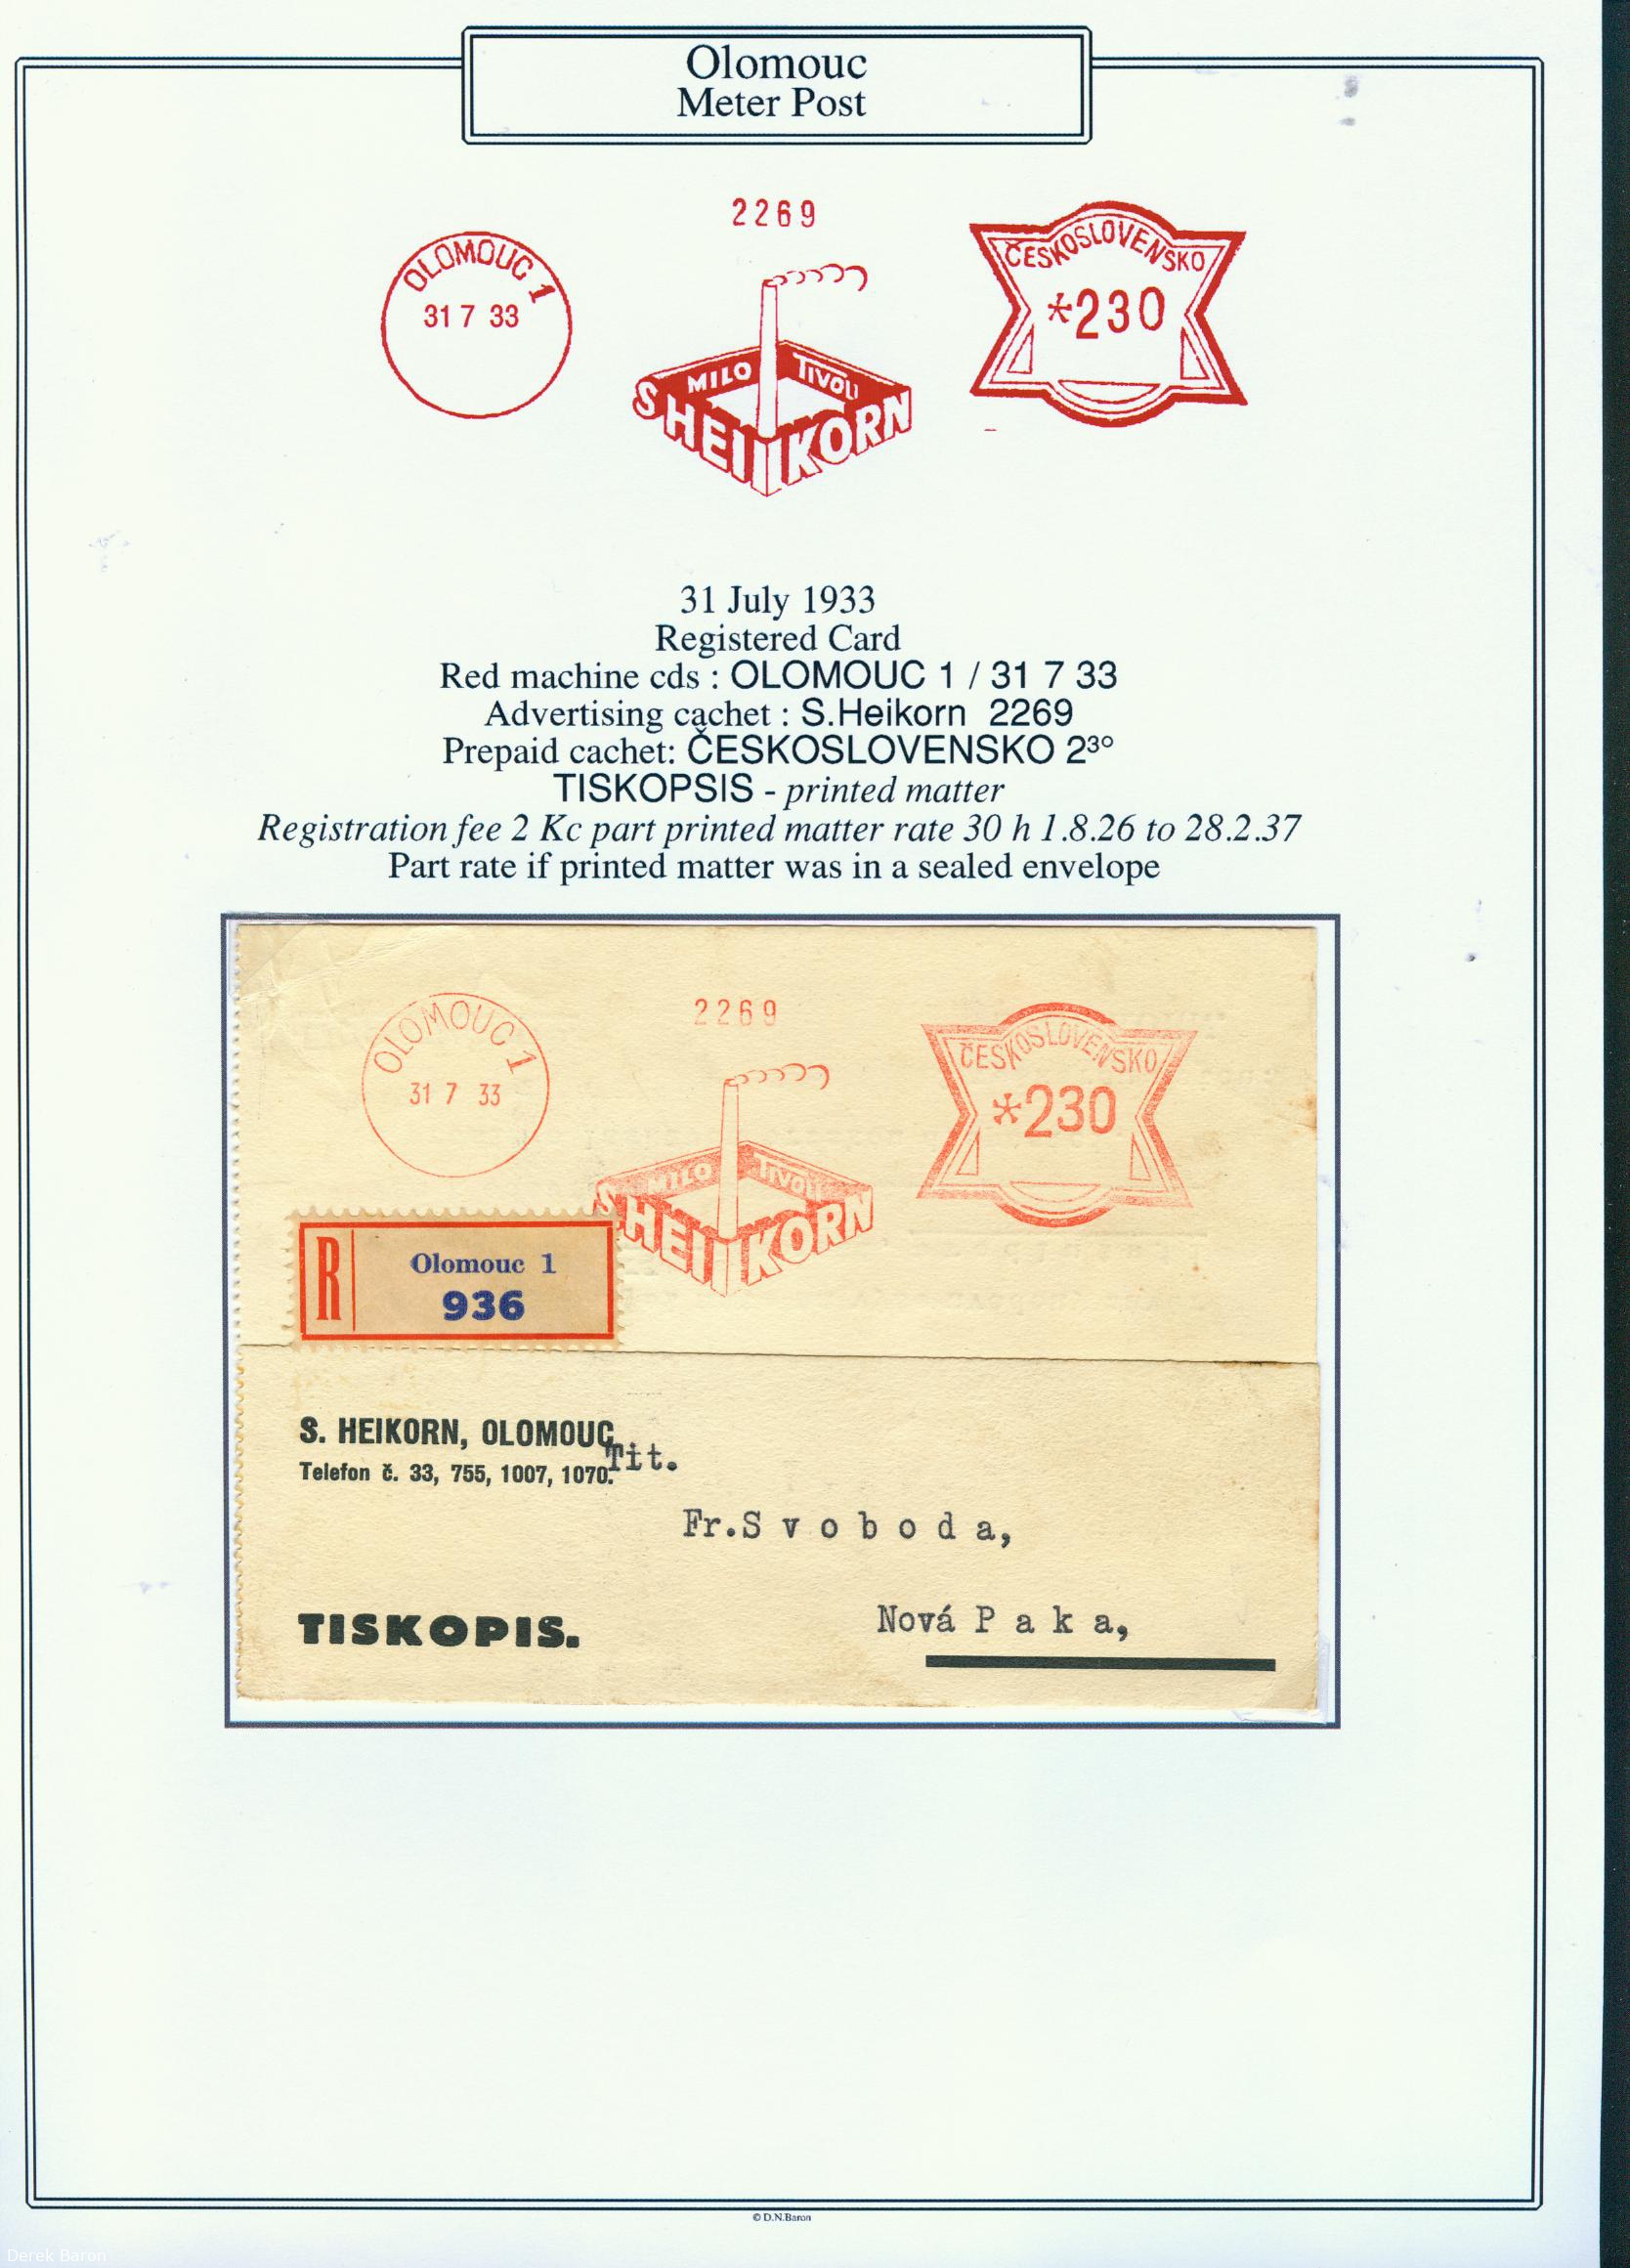 Olomouc
Meter Post
2269
OLOMOUC 1
31 7 33
MILO TIVOLI
S HEIKORN
ČESKOSLOVENSKO
*230
31 July 1933
Registered Card
Red machine cds : OLOMOUC 1 / 31 7 33
Advertising cachet : S.Heikorn 2269
Prepaid cachet: ČESKOSLOVENSKO 2³⁰
TISKOPSIS - printed matter
Registration fee 2 Kc part printed matter rate 30 h 1.8.26 to 28.2.37
Part rate if printed matter was in a sealed envelope
2269
OLOMOUC 1
31 7 33
MILO TIVOLI
S HEIKORN
ČESKOSLOVENSKO
*230
R
Olomouc 1
936
S. HEIKORN, OLOMOUC
Telefon č. 33, 755, 1007, 1070.
Tit.
Fr.S v o b o d a,
TISKOPIS.
Nová P a k a,
© D.N.Baron
Derek Baron